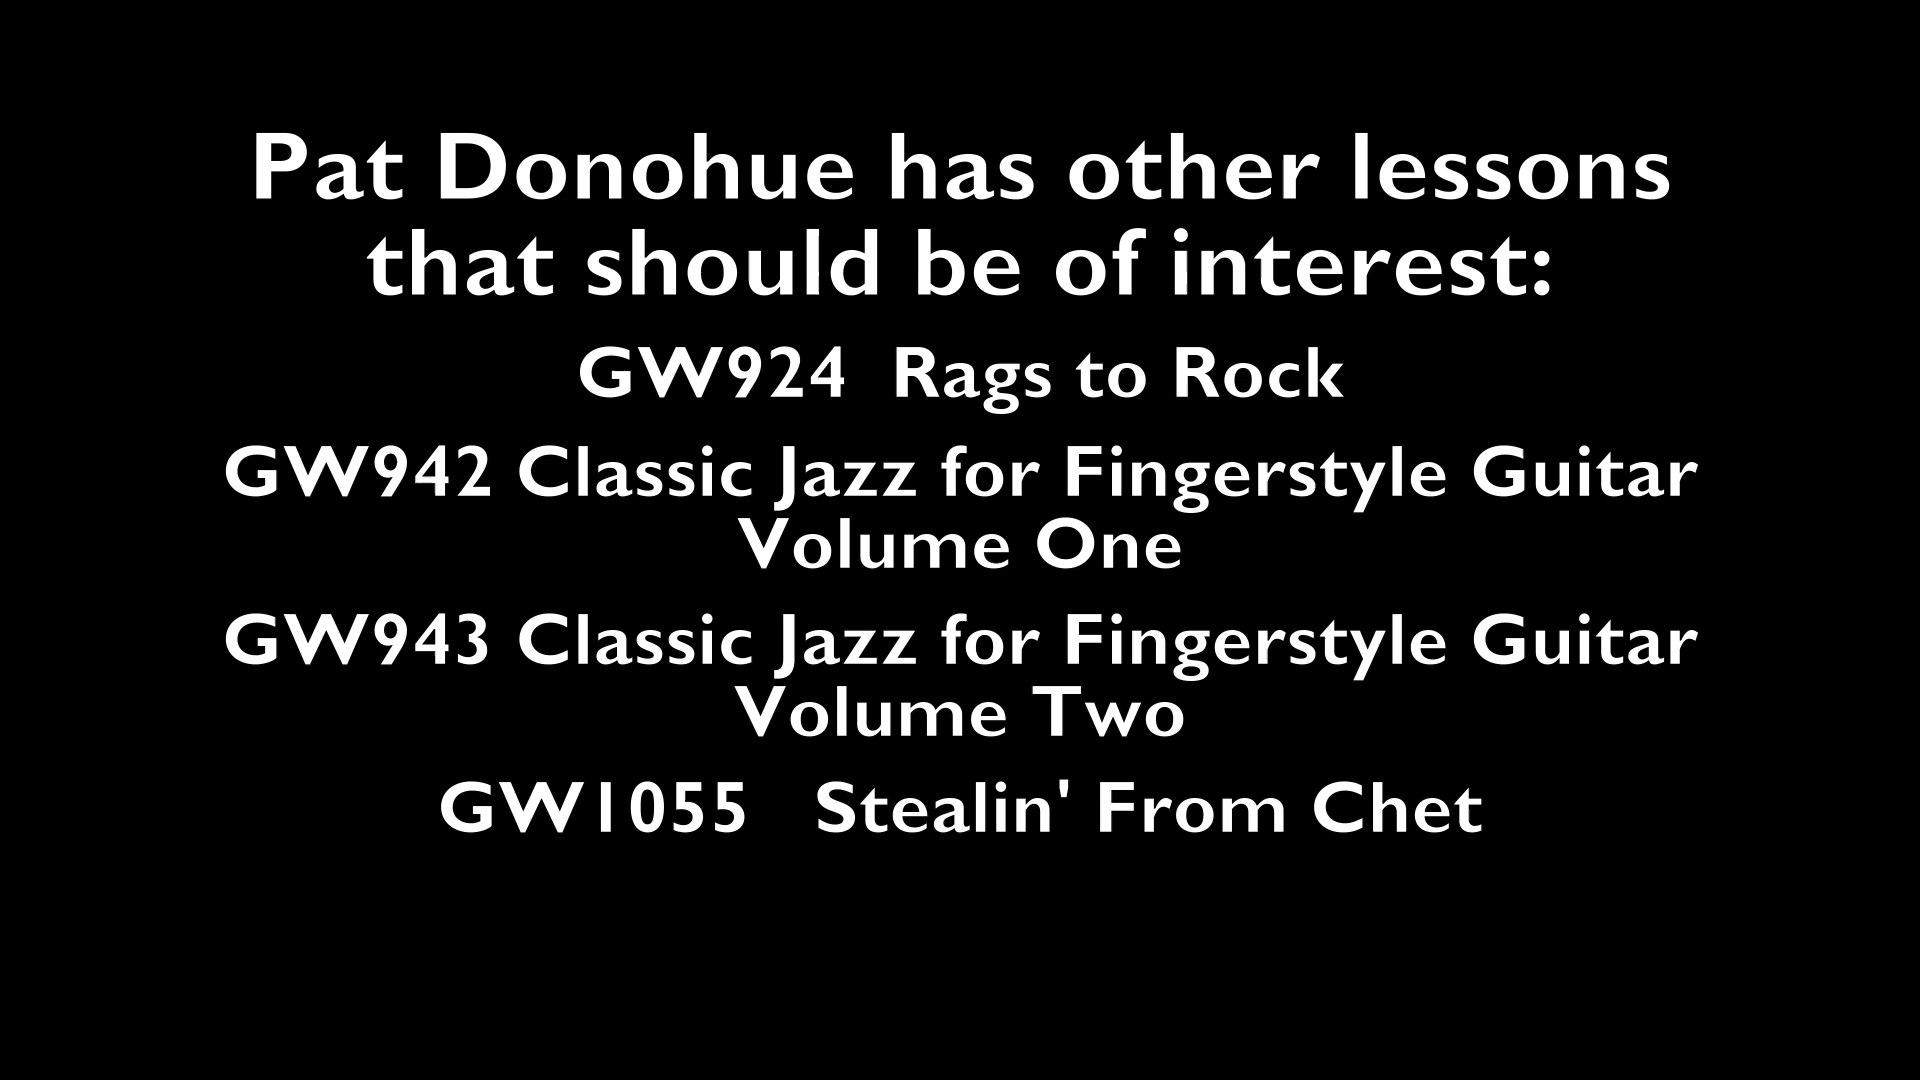 Pat Donohue has other lessons
that should be of interest:
GW924  Rags to Rock
GW942 Classic Jazz for Fingerstyle Guitar
Volume One
GW943 Classic Jazz for Fingerstyle Guitar
Volume Two
GW1055   Stealin' From Chet